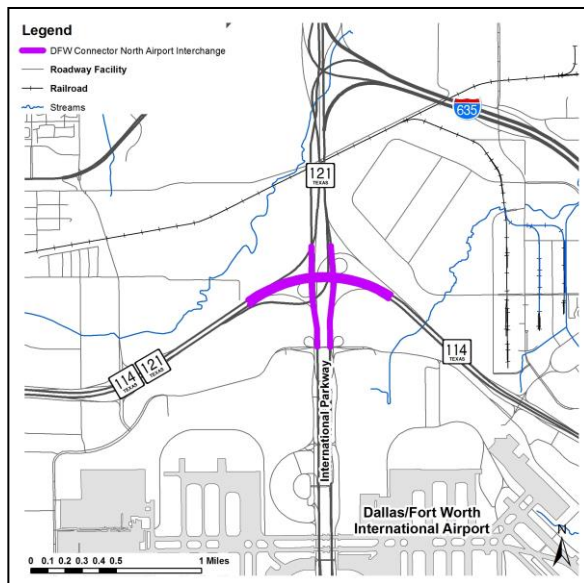 Legend
DFW Connector North Airport Interchange
Roadway Facility
Railroad
Streams
635
121
TEXAS
114
TEXAS
121
TEXAS
114
TEXAS
International Parkway
Dallas/Fort Worth
International Airport
0 0.1 0.2 0.3 0.4 0.5 1 Miles
N